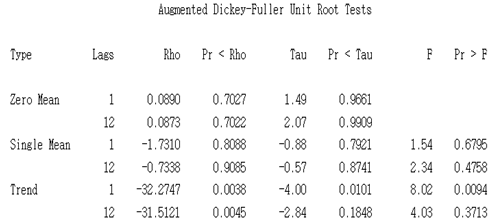 Augmented Dickey-Fuller Unit Root Tests
Type Lags Rho Pr < Rho Tau Pr < Tau F Pr > F
Zero Mean 1 0.0890 0.7027 1.49 0.9661
12 0.0873 0.7022 2.07 0.9909
Single Mean 1 -1.7310 0.8088 -0.88 0.7921 1.54 0.6795
12 -0.7338 0.9085 -0.57 0.8741 2.34 0.4758
Trend 1 -32.2747 0.0038 -4.00 0.0101 8.02 0.0094
12 -31.5121 0.0045 -2.84 0.1848 4.03 0.3713